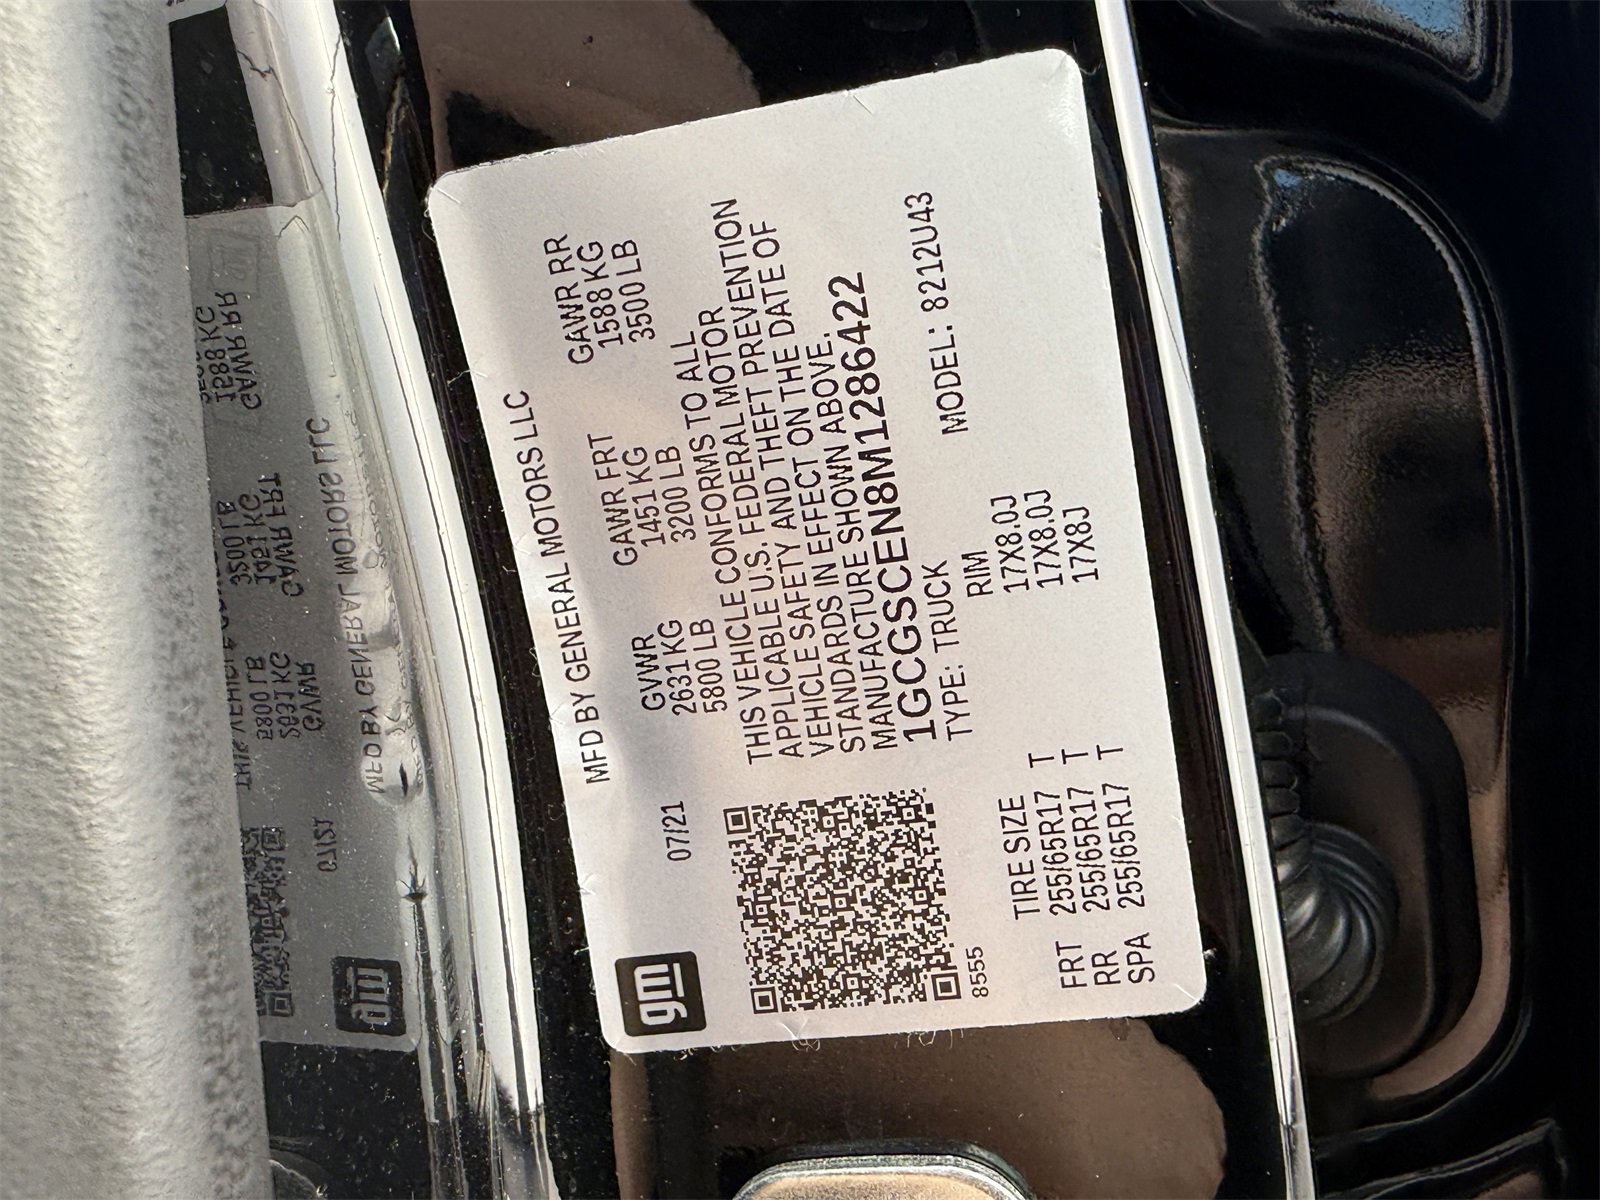 gm
MFD BY GENERAL MOTORS LLC
07/21
GVWR GAWR FRT GAWR RR
2631 KG 1451 KG 1588 KG
5800 LB 3200 LB 3500 LB
THIS VEHICLE CONFORMS TO ALL
APPLICABLE U.S. FEDERAL MOTOR
VEHICLE SAFETY AND THEFT PREVENTION
STANDARDS IN EFFECT ON THE DATE OF
MANUFACTURE SHOWN ABOVE.
1GCGSCEN8M1286422
8555
TYPE: TRUCK MODEL: 8212U43
TIRE SIZE RIM
FRT 255/65R17 T 17X8.0J
RR 255/65R17 T 17X8.0J
SPA 255/65R17 T 17X8J